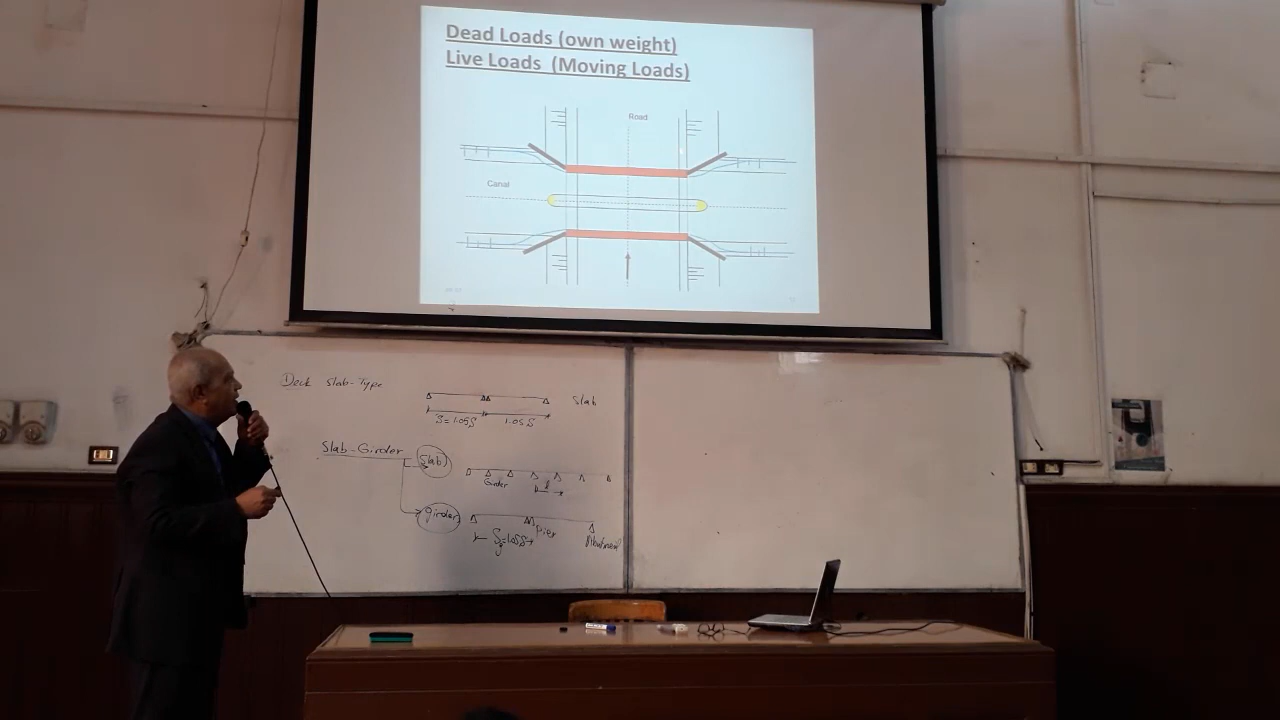 Dead Loads (own weight)
Live Loads (Moving Loads)
Road
Canal
Deck Slab-Type
Slab
S=1.05S
1.05S
Slab-Girder
Slab
Girder
girder
Pier
Abutment